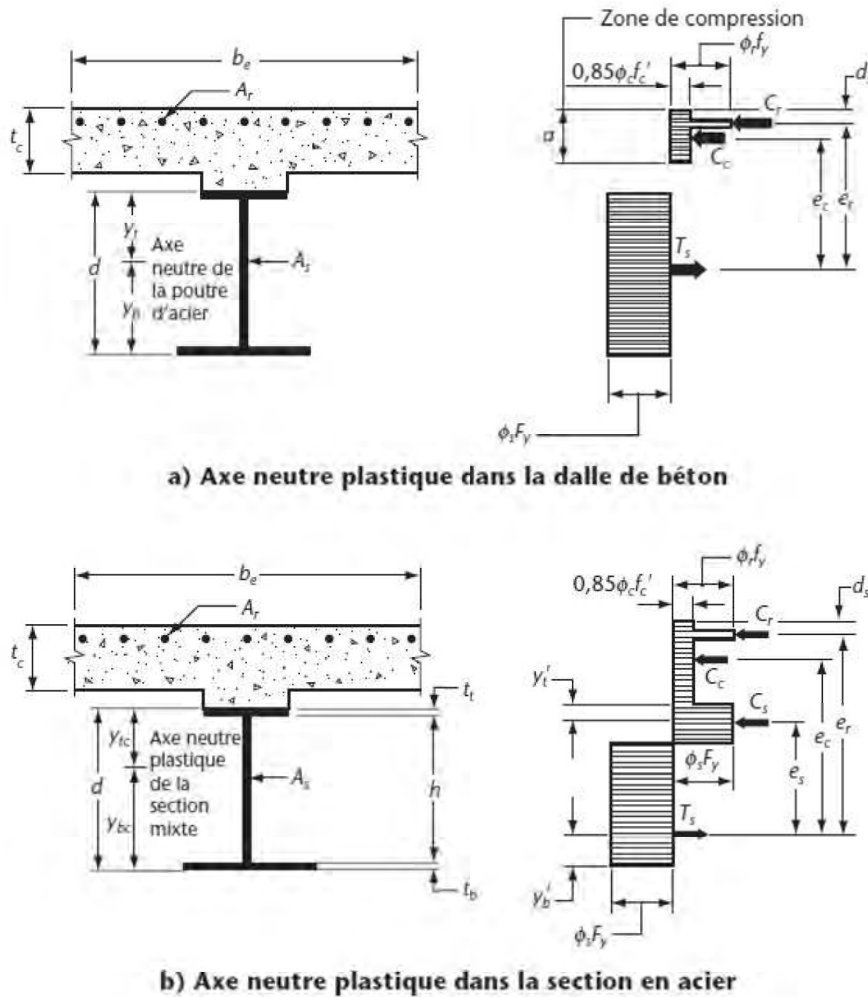 Zone de compression
b_e
A_r
t_c
d
y_t
Axe
neutre de
la poutre
d'acier
y_b
A_s
ϕ_r f_y
0,85ϕ_c f_c'
d_s
a
C_r
C_c
e_c
e_r
T_s
ϕ_s F_y
a) Axe neutre plastique dans la dalle de béton
b_e
A_r
t_c
d
y_tc
Axe neutre
plastique
de la
section
mixte
y_bc
A_s
t_t
h
t_b
ϕ_r f_y
0,85ϕ_c f_c'
d_s
C_r
C_c
y_t'
C_s
ϕ_s F_y
e_s
e_c
e_r
T_s
y_b'
ϕ_s F_y
b) Axe neutre plastique dans la section en acier